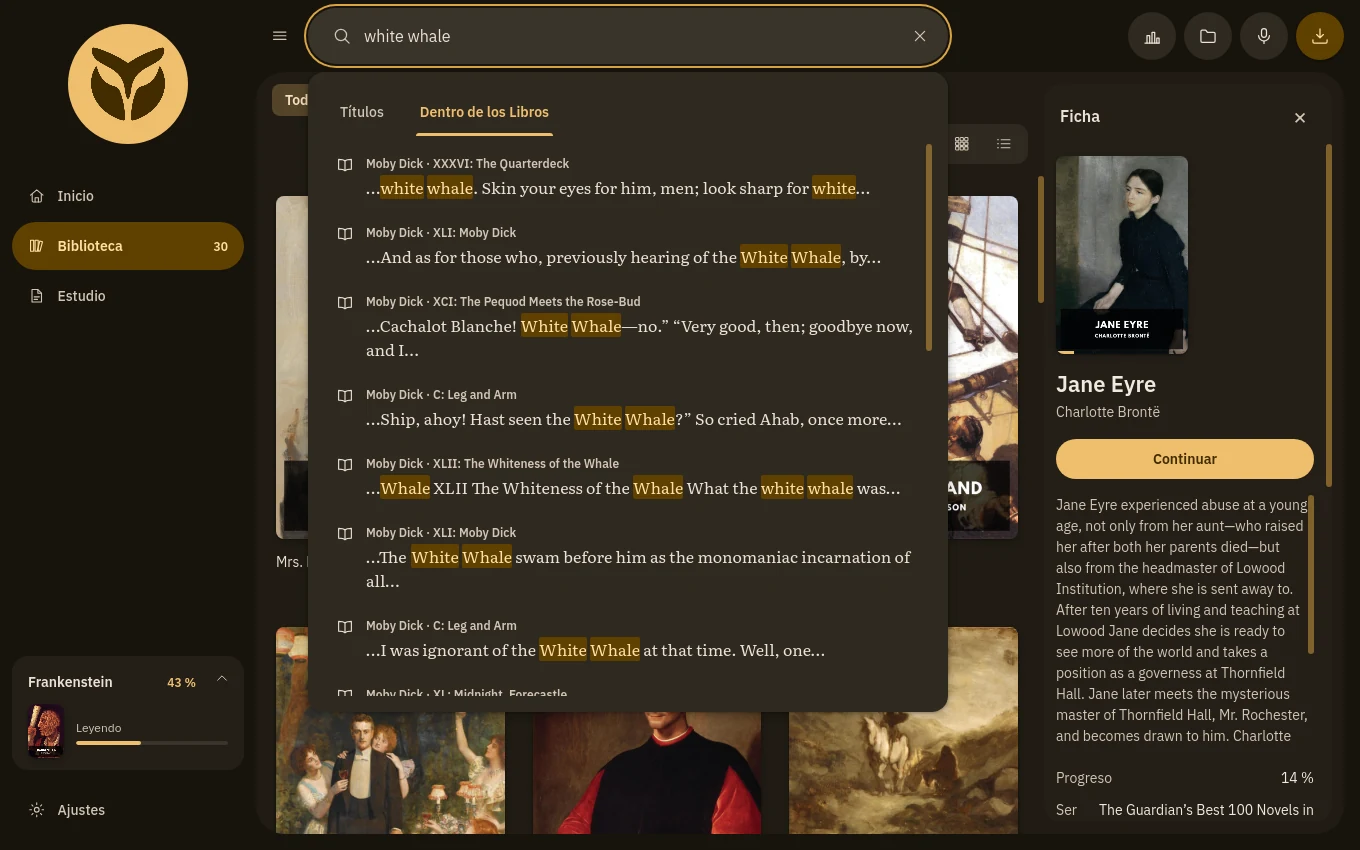 white whale
Tod
Títulos
Dentro de los Libros
Moby Dick · XXXVI: The Quarterdeck
…white whale. Skin your eyes for him, men; look sharp for white…
Moby Dick · XLI: Moby Dick
…And as for those who, previously hearing of the White Whale, by…
Moby Dick · XCI: The Pequod Meets the Rose-Bud
…Cachalot Blanche! White Whale—no.” “Very good, then; goodbye now,
and I…
Moby Dick · C: Leg and Arm
…Ship, ahoy! Hast seen the White Whale?” So cried Ahab, once more…
Moby Dick · XLII: The Whiteness of the Whale
…Whale XLII The Whiteness of the Whale What the white whale was…
Moby Dick · XLI: Moby Dick
…The White Whale swam before him as the monomaniac incarnation of
all…
Moby Dick · C: Leg and Arm
…I was ignorant of the White Whale at that time. Well, one…
Moby Dick · XL: Midnight, Forecastle
Inicio
Biblioteca 30
Estudio
Frankenstein 43 %
Leyendo
Ajustes
Mrs.
AND
SON
Ficha
JANE EYRE
CHARLOTTE BRONTË
Jane Eyre
Charlotte Brontë
Continuar
Jane Eyre experienced abuse at a young
age, not only from her aunt—who raised
her after both her parents died—but
also from the headmaster of Lowood
Institution, where she is sent away to.
After ten years of living and teaching at
Lowood Jane decides she is ready to
see more of the world and takes a
position as a governess at Thornfield
Hall. Jane later meets the mysterious
master of Thornfield Hall, Mr. Rochester,
and becomes drawn to him. Charlotte
Progreso 14 %
Ser The Guardian’s Best 100 Novels in